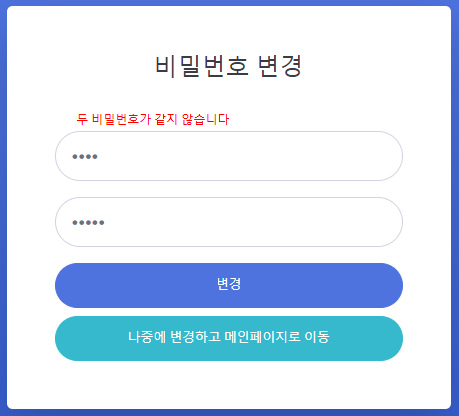 비밀번호 변경
두 비밀번호가 같지 않습니다
••••
•••••
변경
나중에 변경하고 메인페이지로 이동